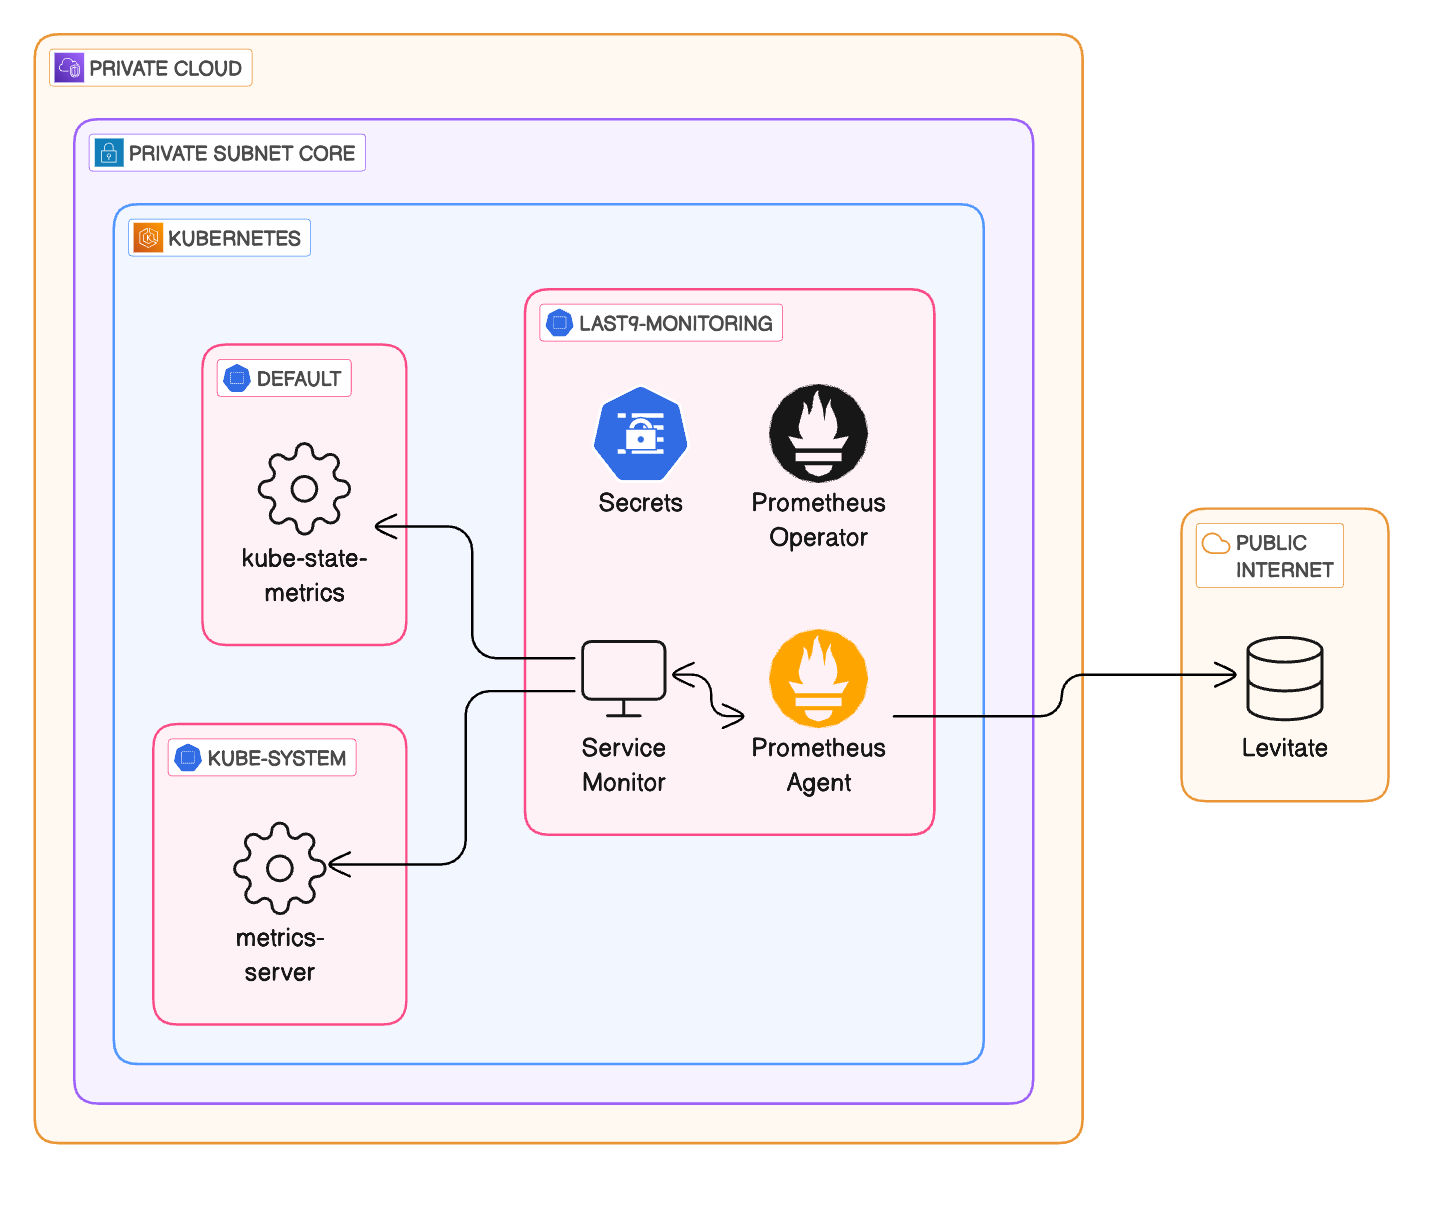 PRIVATE CLOUD
PRIVATE SUBNET CORE
KUBERNETES
LAST9-MONITORING
DEFAULT
Secrets
Prometheus
Operator
kube-state-
metrics
PUBLIC
INTERNET
Service
Monitor
Prometheus
Agent
Levitate
KUBE-SYSTEM
metrics-
server